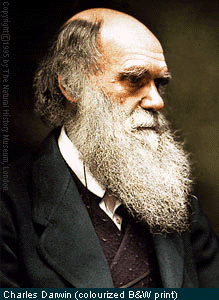 Copyright©1995 by The Natural History Museum, London.
Charles Darwin (colourized B&W print)